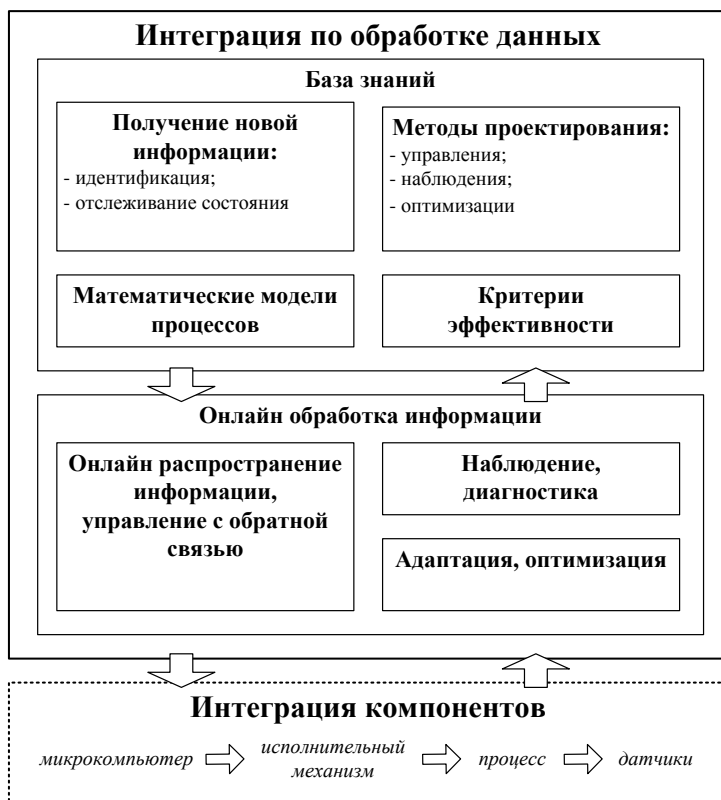 Интеграция по обработке данных
База знаний
Получение новой
информации:
- идентификация;
- отслеживание состояния
Методы проектирования:
- управления;
- наблюдения;
- оптимизации
Математические модели
процессов
Критерии
эффективности
Онлайн обработка информации
Онлайн распространение
информации,
управление с обратной
связью
Наблюдение,
диагностика
Адаптация, оптимизация
Интеграция компонентов
микрокомпьютер
исполнительный
механизм
процесс
датчики